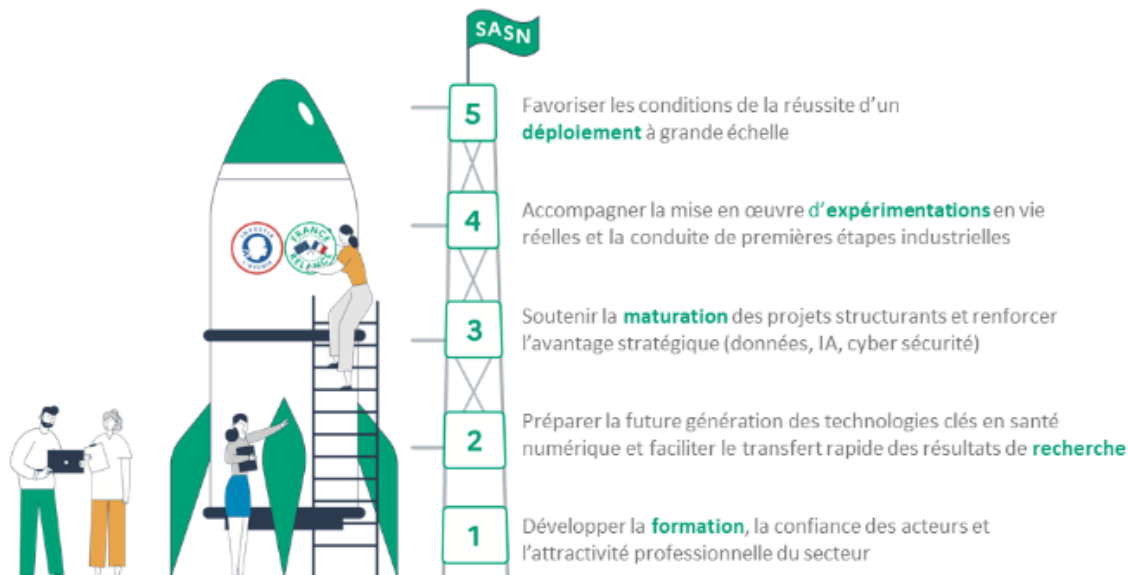 SASN
5
Favoriser les conditions de la réussite d'un
déploiement à grande échelle
4
Accompagner la mise en œuvre d'expérimentations en vie
réelles et la conduite de premières étapes industrielles
FRANCE
RELANCE
3
Soutenir la maturation des projets structurants et renforcer
l'avantage stratégique (données, IA, cyber sécurité)
2
Préparer la future génération des technologies clés en santé
numérique et faciliter le transfert rapide des résultats de recherche
1
Développer la formation, la confiance des acteurs et
l'attractivité professionnelle du secteur